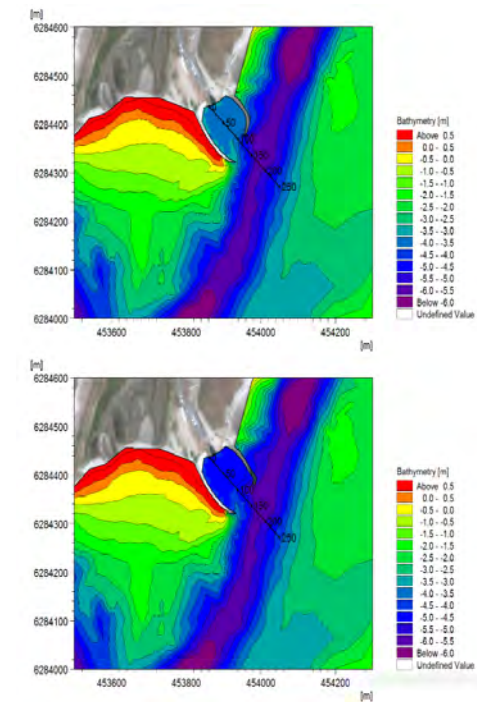 [m]
6284600
6284500
6284400
6284300
6284200
6284100
6284000
453600 453800 454000 454200
[m]
0
50
150
200
250
Bathymetry [m]
Above 0.5
0.0 - 0.5
-0.5 - 0.0
-1.0 - -0.5
-1.5 - -1.0
-2.0 - -1.5
-2.5 - -2.0
-3.0 - -2.5
-3.5 - -3.0
-4.0 - -3.5
-4.5 - -4.0
-5.0 - -4.5
-5.5 - -5.0
-6.0 - -5.5
Below -6.0
Undefined Value
[m]
6284600
6284500
6284400
6284300
6284200
6284100
6284000
453600 453800 454000 454200
[m]
50
150
200
250
Bathymetry [m]
Above 0.5
0.0 - 0.5
-0.5 - 0.0
-1.0 - -0.5
-1.5 - -1.0
-2.0 - -1.5
-2.5 - -2.0
-3.0 - -2.5
-3.5 - -3.0
-4.0 - -3.5
-4.5 - -4.0
-5.0 - -4.5
-5.5 - -5.0
-6.0 - -5.5
Below -6.0
Undefined Value